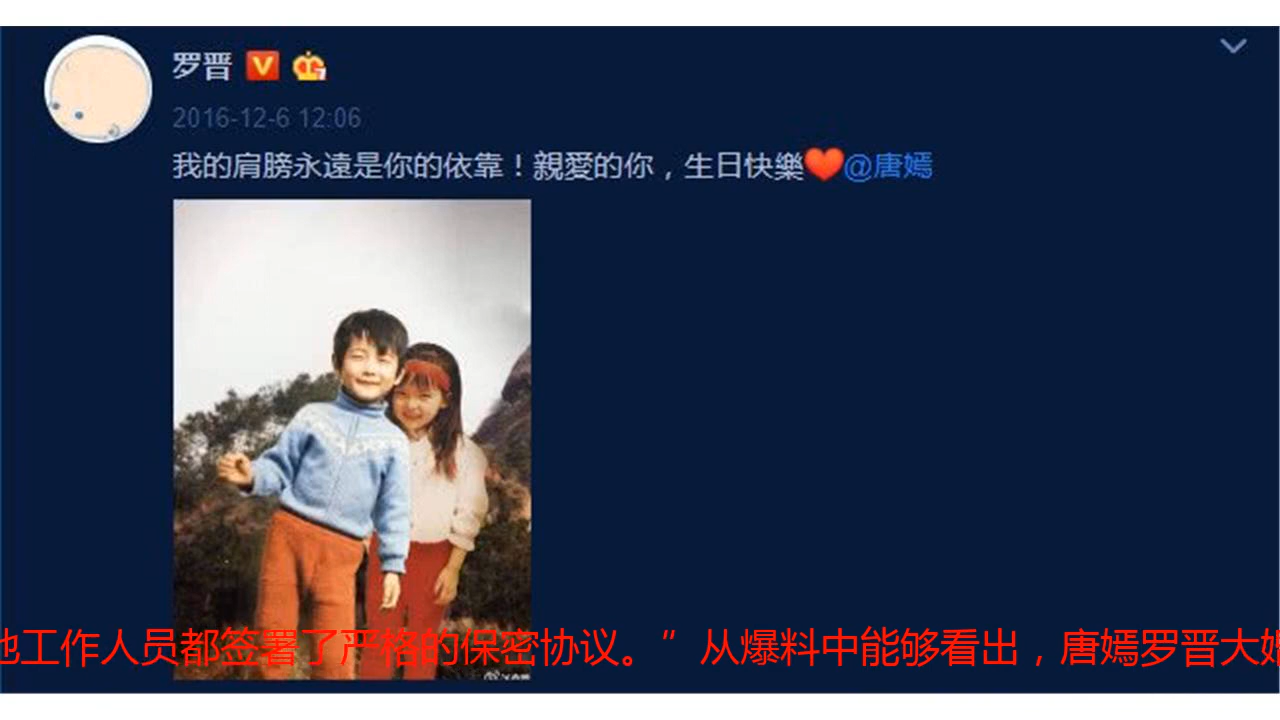 罗晋
2016-12-6 12:06
我的肩膀永遠是你的依靠！親愛的你，生日快樂❤@唐嫣
他工作人员都签署了严格的保密协议。”从爆料中能够看出，唐嫣罗晋大婚